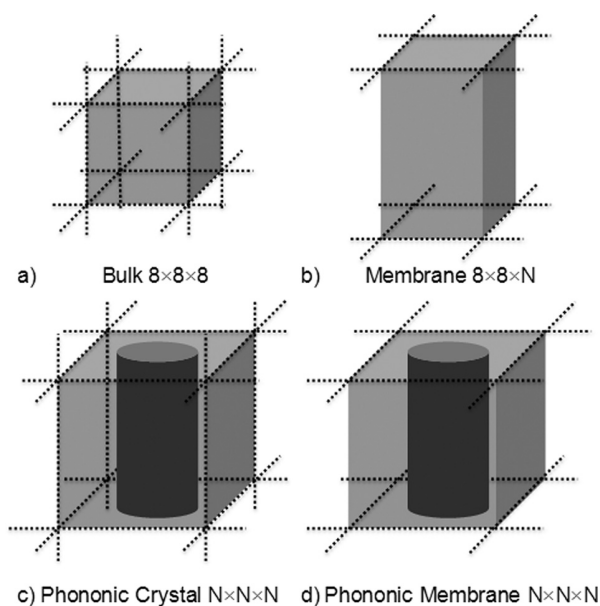 a) Bulk 8×8×8
b) Membrane 8×8×N
c) Phononic Crystal N×N×N
d) Phononic Membrane N×N×N